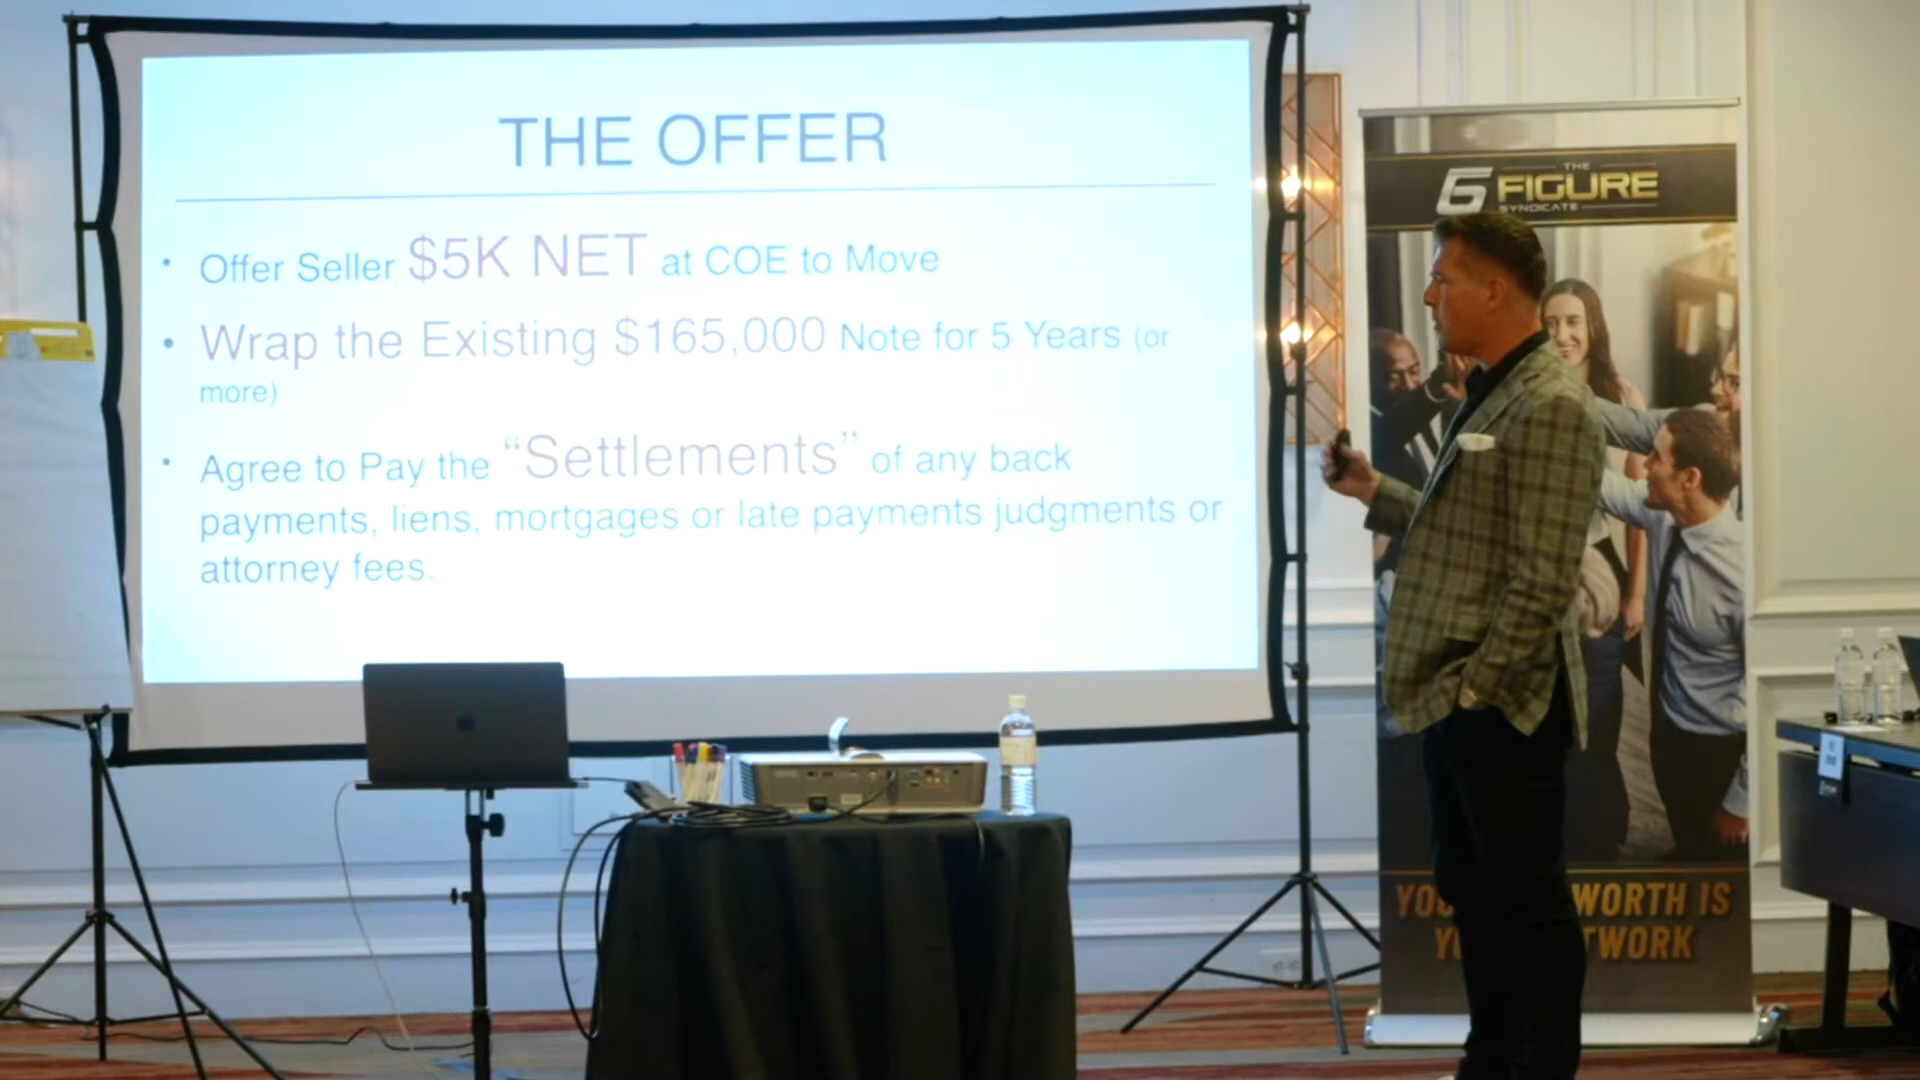 THE OFFER
• Offer Seller $5K NET at COE to Move
• Wrap the Existing $165,000 Note for 5 Years (or
more)
• Agree to Pay the “Settlements” of any back
payments, liens, mortgages or late payments judgments or
attorney fees.
THE
6 FIGURE
SYNDICATE
WORTH IS